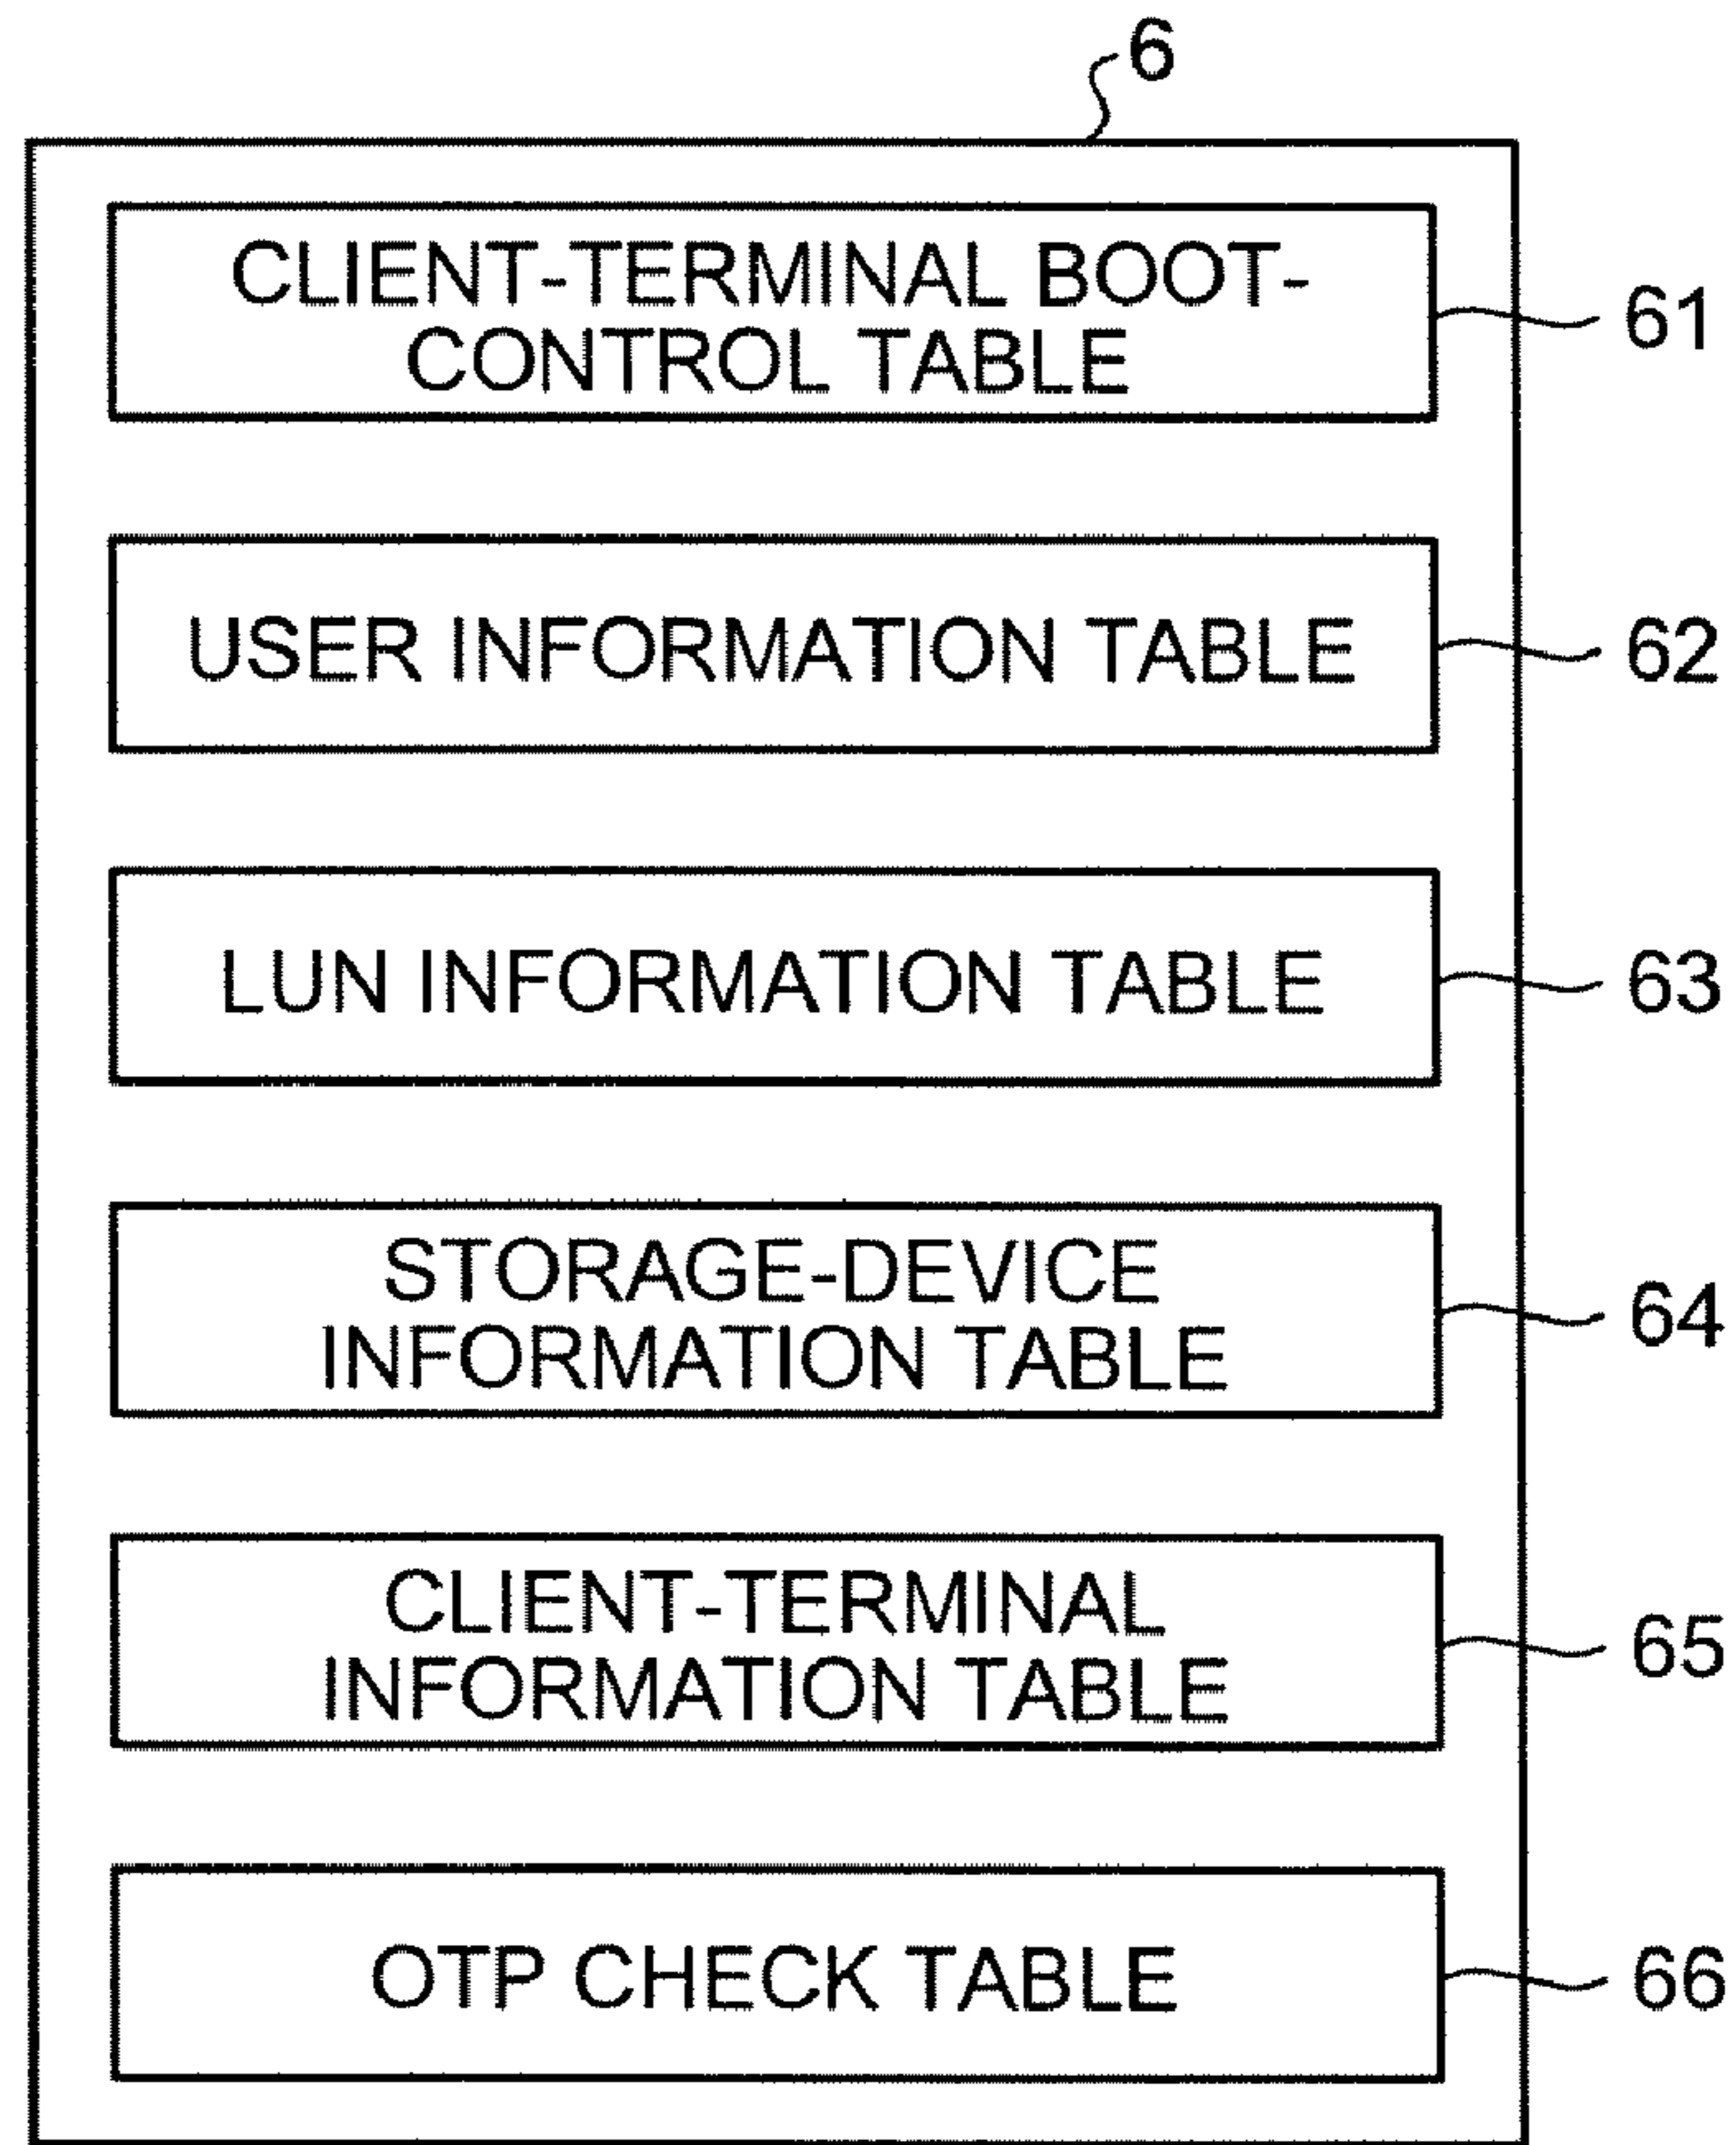 6
CLIENT-TERMINAL BOOT-
CONTROL TABLE
61
USER INFORMATION TABLE
62
LUN INFORMATION TABLE
63
STORAGE-DEVICE
INFORMATION TABLE
64
CLIENT-TERMINAL
INFORMATION TABLE
65
OTP CHECK TABLE
66